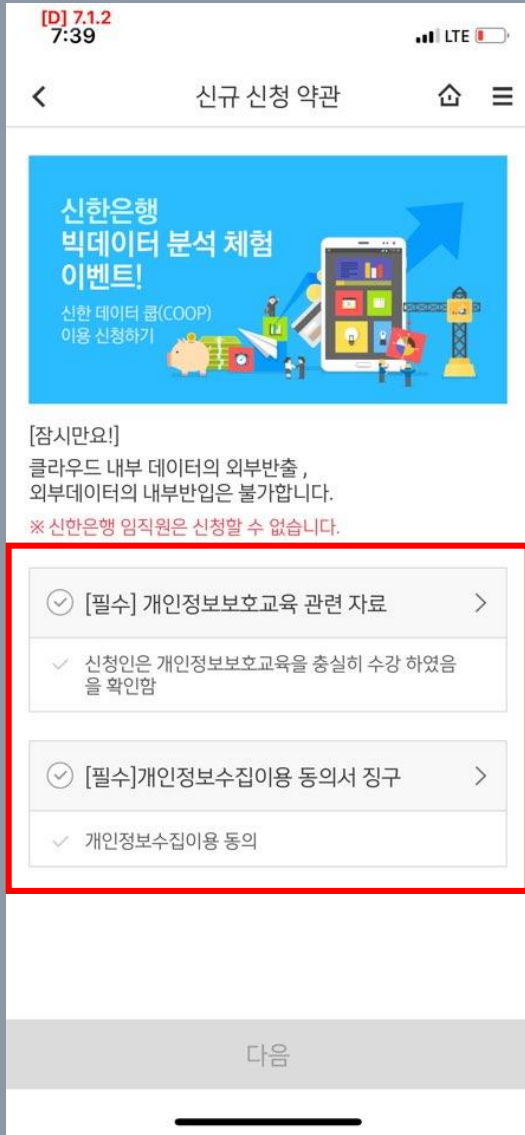 [D] 7.1.2
7:39
LTE
신규 신청 약관
신한은행
빅데이터 분석 체험
이벤트!
신한 데이터 쿱(COOP)
이용 신청하기
[잠시만요!]
클라우드 내부 데이터의 외부반출 ,
외부데이터의 내부반입은 불가합니다.
※ 신한은행 임직원은 신청할 수 없습니다.
[필수] 개인정보보호교육 관련 자료
신청인은 개인정보보호교육을 충실히 수강 하였음
을 확인함
[필수]개인정보수집이용 동의서 징구
개인정보수집이용 동의
다음